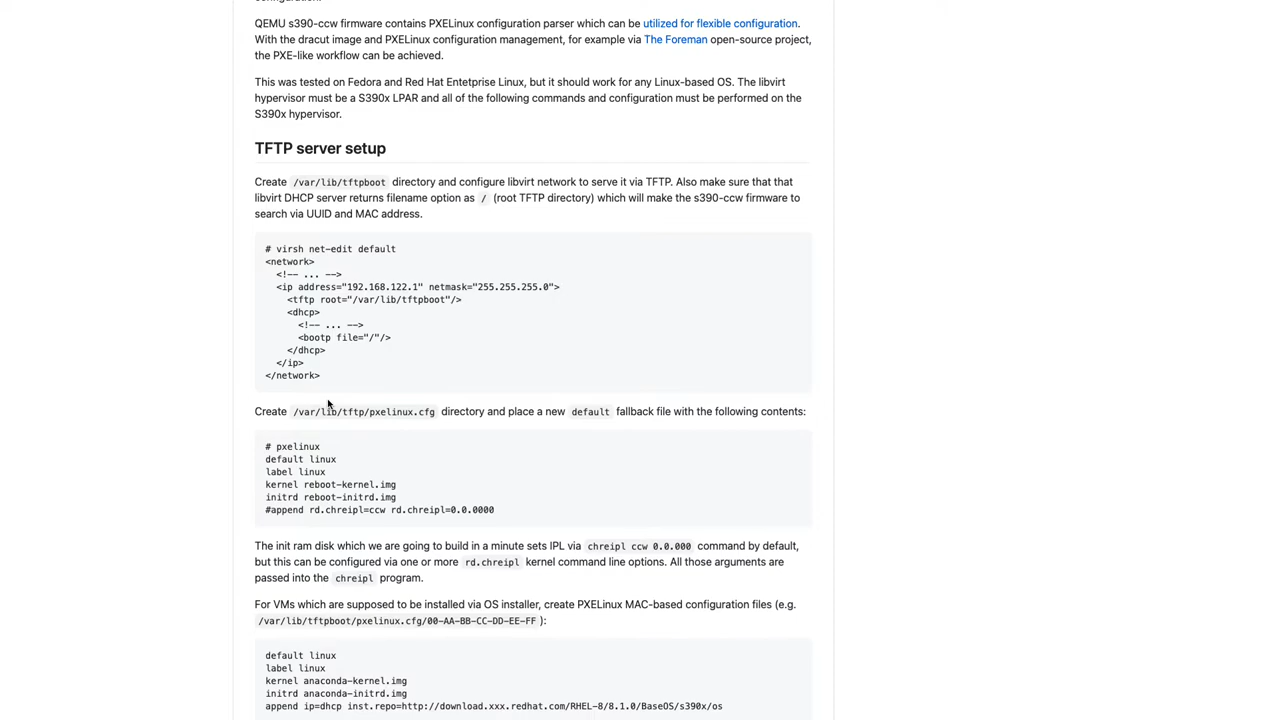 QEMU s390-ccw firmware contains PXELinux configuration parser which can be utilized for flexible configuration.
With the dracut image and PXELinux configuration management, for example via The Foreman open-source project,
the PXE-like workflow can be achieved.
This was tested on Fedora and Red Hat Entetprise Linux, but it should work for any Linux-based OS. The libvirt
hypervisor must be a S390x LPAR and all of the following commands and configuration must be performed on the
S390x hypervisor.
TFTP server setup
Create /var/lib/tftpboot directory and configure libvirt network to serve it via TFTP. Also make sure that that
libvirt DHCP server returns filename option as / (root TFTP directory) which will make the s390-ccw firmware to
search via UUID and MAC address.
# virsh net-edit default
<network>
<!-- ... -->
<ip address="192.168.122.1" netmask="255.255.255.0">
<tftp root="/var/lib/tftpboot"/>
<dhcp>
<!-- ... -->
<bootp file="/"/>
</dhcp>
</ip>
</network>
Create /var/lib/tftp/pxelinux.cfg directory and place a new default fallback file with the following contents:
# pxelinux
default linux
label linux
kernel reboot-kernel.img
initrd reboot-initrd.img
#append rd.chreipl=ccw rd.chreipl=0.0.0000
The init ram disk which we are going to build in a minute sets IPL via chreipl ccw 0.0.000 command by default,
but this can be configured via one or more rd.chreipl kernel command line options. All those arguments are
passed into the chreipl program.
For VMs which are supposed to be installed via OS installer, create PXELinux MAC-based configuration files (e.g.
/var/lib/tftpboot/pxelinux.cfg/00-AA-BB-CC-DD-EE-FF ):
default linux
label linux
kernel anaconda-kernel.img
initrd anaconda-initrd.img
append ip=dhcp inst.repo=http://download.xxx.redhat.com/RHEL-8/8.1.0/BaseOS/s390x/os